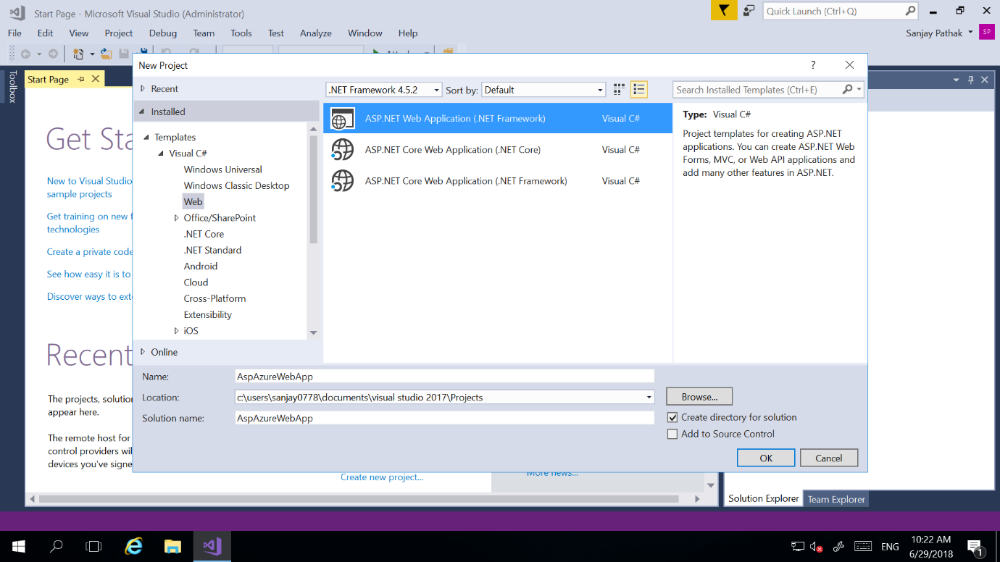 Start Page - Microsoft Visual Studio (Administrator)
Quick Launch (Ctrl+Q)
File Edit View Project Debug Team Tools Test Analyze Window Help
Sanjay Pathak
SP
Toolbox
Start Page
New Project
?
Recent
.NET Framework 4.5.2
Sort by:
Default
Search Installed Templates (Ctrl+E)
Installed
Templates
Visual C#
Windows Universal
Windows Classic Desktop
Web
Office/SharePoint
.NET Core
.NET Standard
Android
Cloud
Cross-Platform
Extensibility
iOS
Online
ASP.NET Web Application (.NET Framework) Visual C#
ASP.NET Core Web Application (.NET Core) Visual C#
ASP.NET Core Web Application (.NET Framework) Visual C#
Type: Visual C#
Project templates for creating ASP.NET
applications. You can create ASP.NET Web
Forms, MVC, or Web API applications and
add many other features in ASP.NET.
Name: AspAzureWebApp
Location: c:\users\sanjay0778\documents\visual studio 2017\Projects
Browse...
Solution name: AspAzureWebApp
Create directory for solution
Add to Source Control
OK
Cancel
Get Sta
New to Visual Studio
sample projects
Get training on new f
technologies
Create a private code
See how easy it is to
Discover ways to ext
Recent
The projects, solution
appear here.
The remote host for
control providers wil
devices you've signe
Create new project...
More news...
Solution Explorer
Team Explorer
ENG
10:22 AM
6/29/2018
1